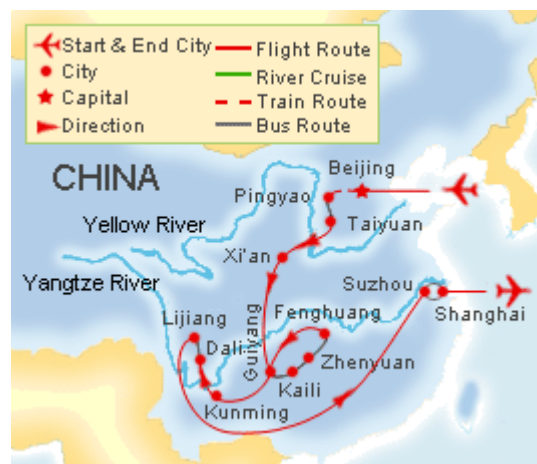 Start & End City
City
Capital
Direction
Flight Route
River Cruise
Train Route
Bus Route
CHINA
Beijing
Pingyao
Taiyuan
Yellow River
Xi'an
Yangtze River
Suzhou
Shanghai
Lijiang
Dali
Guiyang
Fenghuang
Zhenyuan
Kaili
Kunming